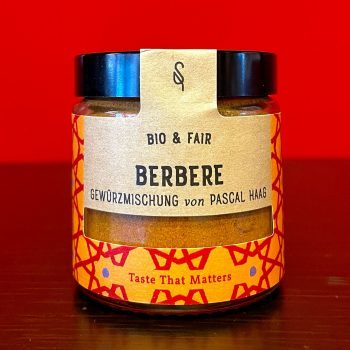 &
BIO & FAIR
BERBERE
GEWÜRZMISCHUNG von PASCAL HAAG
Taste That Matters